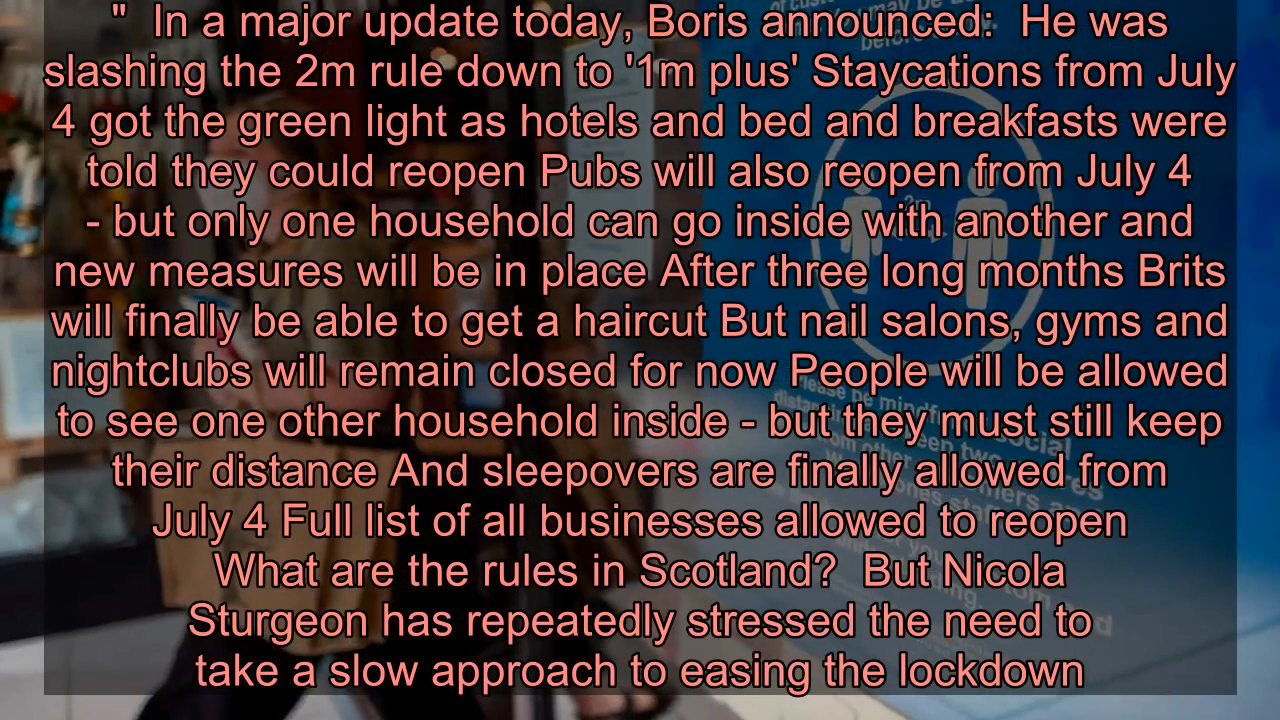 "  In a major update today, Boris announced:  He was
slashing the 2m rule down to '1m plus' Staycations from July
4 got the green light as hotels and bed and breakfasts were
told they could reopen Pubs will also reopen from July 4
- but only one household can go inside with another and
new measures will be in place After three long months Brits
will finally be able to get a haircut But nail salons, gyms and
nightclubs will remain closed for now People will be allowed
to see one other household inside - but they must still keep
their distance And sleepovers are finally allowed from
July 4 Full list of all businesses allowed to reopen
What are the rules in Scotland?  But Nicola
Sturgeon has repeatedly stressed the need to
take a slow approach to easing the lockdown